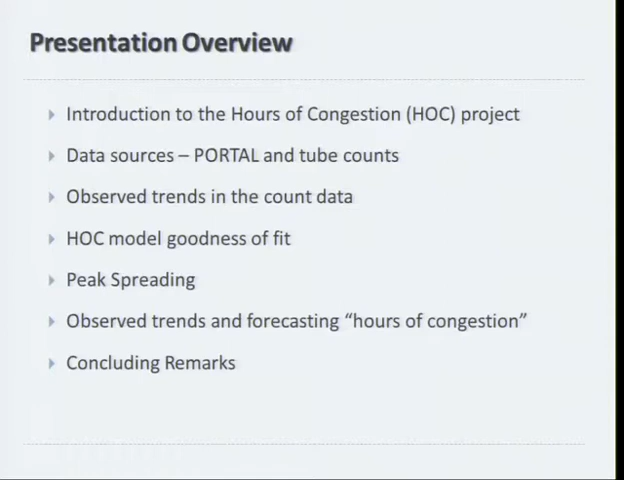 Presentation Overview
Introduction to the Hours of Congestion (HOC) project
Data sources – PORTAL and tube counts
Observed trends in the count data
HOC model goodness of fit
Peak Spreading
Observed trends and forecasting “hours of congestion”
Concluding Remarks